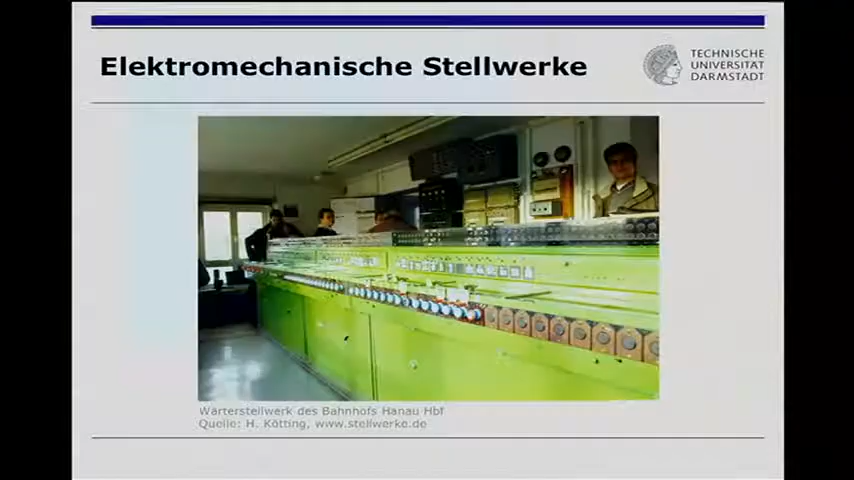 Elektromechanische Stellwerke
TECHNISCHE
UNIVERSITÄT
DARMSTADT
Wärterstellwerk des Bahnhofs Hanau Hbf
Quelle: H. Kötting, www.stellwerke.de